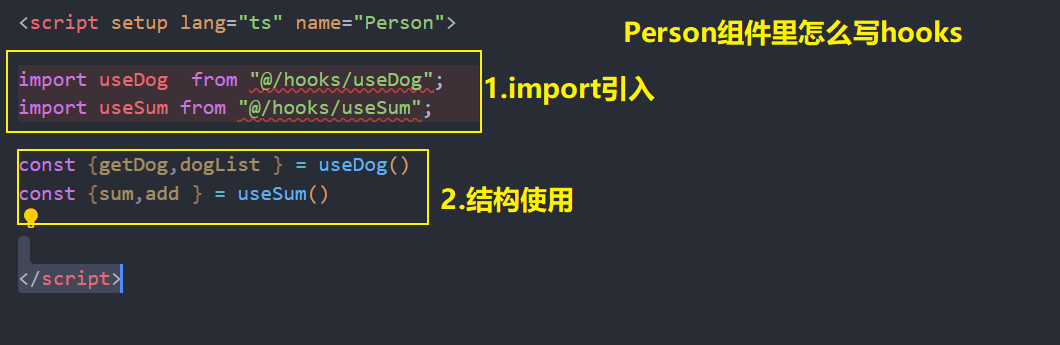 <script setup lang="ts" name="Person">
Person组件里怎么写hooks
import useDog  from "@/hooks/useDog";
import useSum from "@/hooks/useSum";
1.import引入
const {getDog,dogList } = useDog()
const {sum,add } = useSum()
2.结构使用
</script>